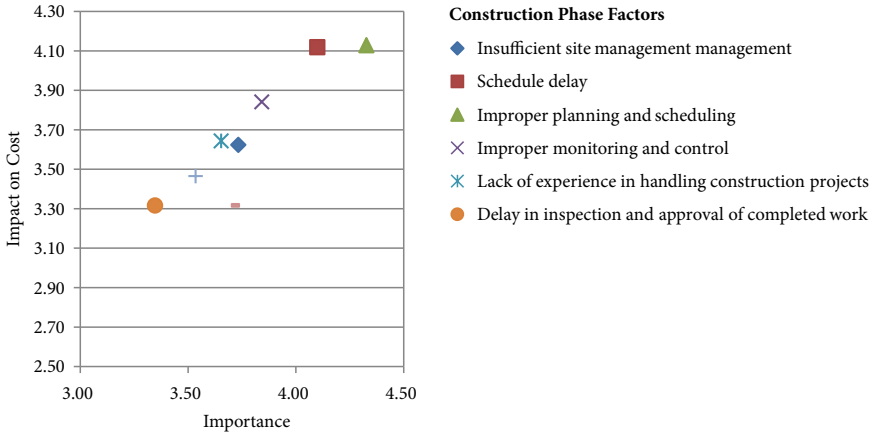 4.30
4.10
3.90
3.70
3.50
3.30
3.10
2.90
2.70
2.50
Impact on Cost
3.00 3.50 4.00 4.50
Importance
Construction Phase Factors
Insufficient site management management
Schedule delay
Improper planning and scheduling
Improper monitoring and control
Lack of experience in handling construction projects
Delay in inspection and approval of completed work